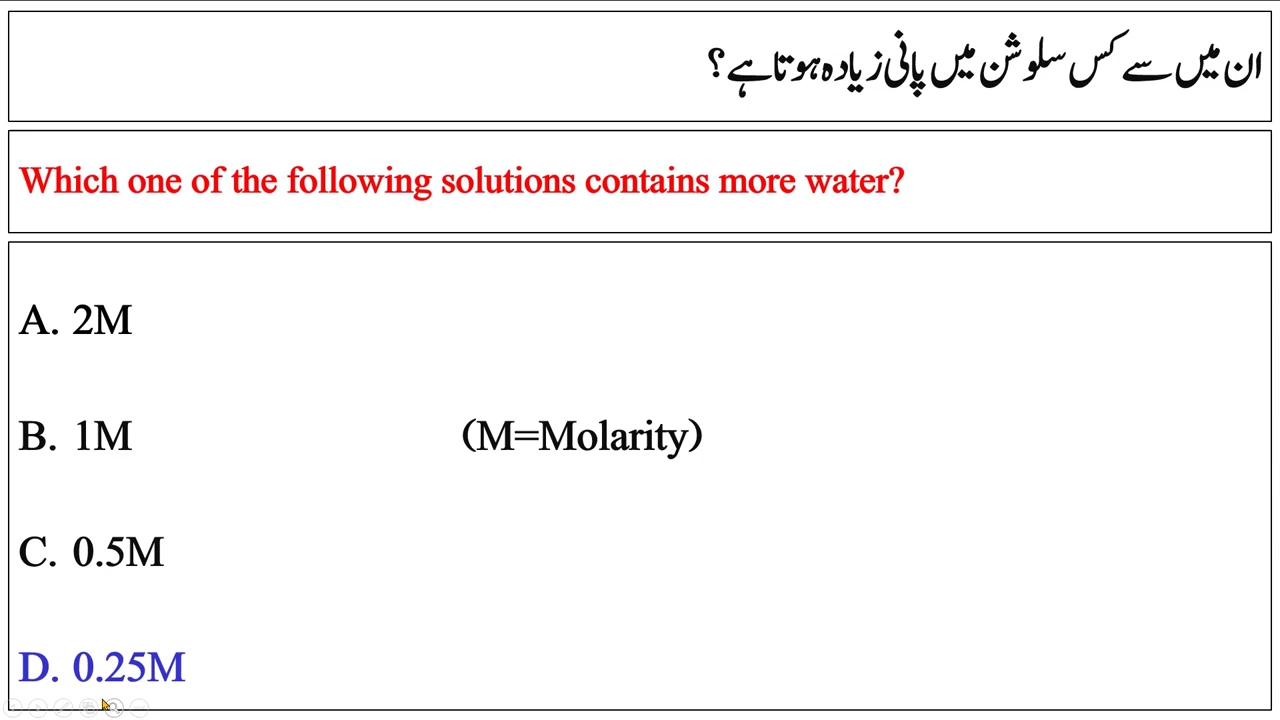 ان میں سے کس سلوشن میں پانی زیادہ ہوتا ہے؟
Which one of the following solutions contains more water?
A. 2M
B. 1M (M=Molarity)
C. 0.5M
D. 0.25M